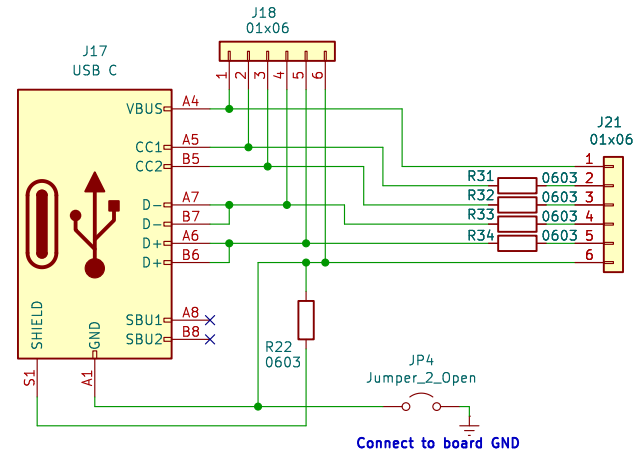 J18
01x06
J17
USB C
1
2
3
4
5
6
VBUS
A4
J21
01x06
CC1
A5
CC2
B5
1
R31
0603
2
R32
0603
3
R33
0603
4
R34
0603
5
6
D-
A7
D-
B7
D+
A6
D+
B6
SBU1
A8
SBU2
B8
SHIELD
GND
S1
A1
R22
0603
JP4
Jumper_2_Open
Connect to board GND